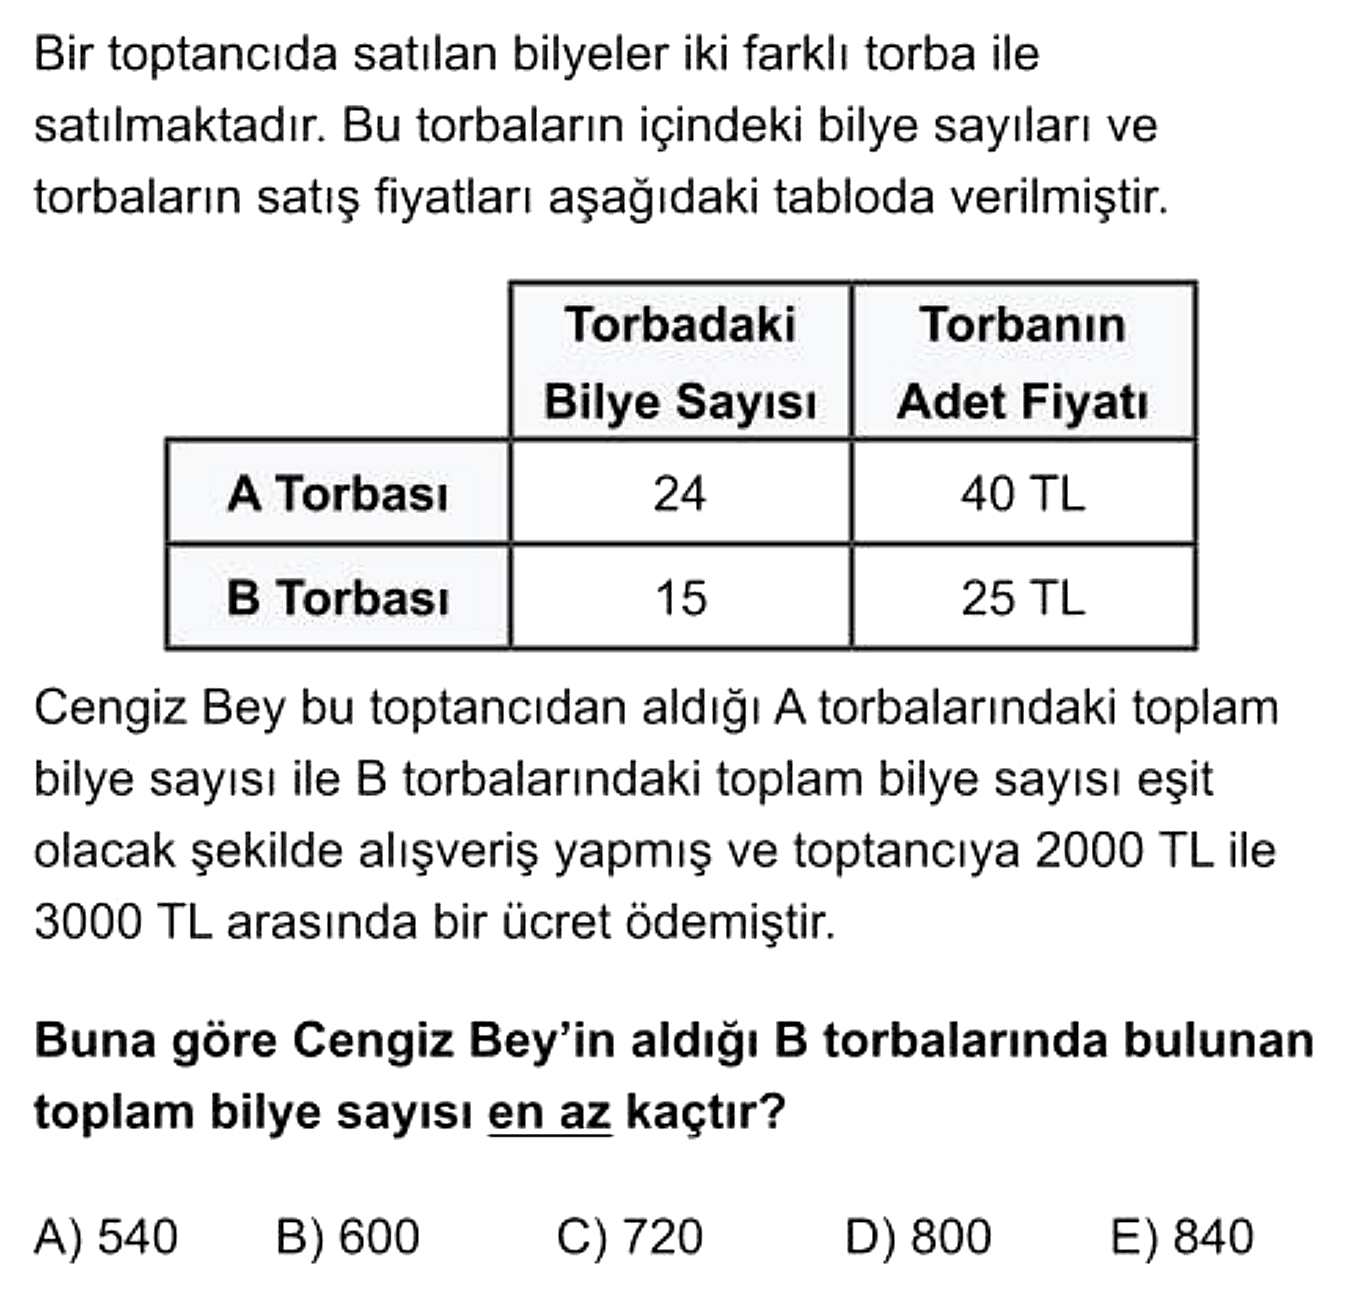 Bir toptancıda satılan bilyeler iki farklı torba ile
satılmaktadır. Bu torbaların içindeki bilye sayıları ve
torbaların satış fiyatları aşağıdaki tabloda verilmiştir.
Torbadaki Bilye Sayısı
Torbanın Adet Fiyatı
A Torbası 24 40 TL
B Torbası 15 25 TL
Cengiz Bey bu toptancıdan aldığı A torbalarındaki toplam
bilye sayısı ile B torbalarındaki toplam bilye sayısı eşit
olacak şekilde alışveriş yapmış ve toptancıya 2000 TL ile
3000 TL arasında bir ücret ödemiştir.
Buna göre Cengiz Bey’in aldığı B torbalarında bulunan
toplam bilye sayısı en az kaçtır?
A) 540 B) 600 C) 720 D) 800 E) 840